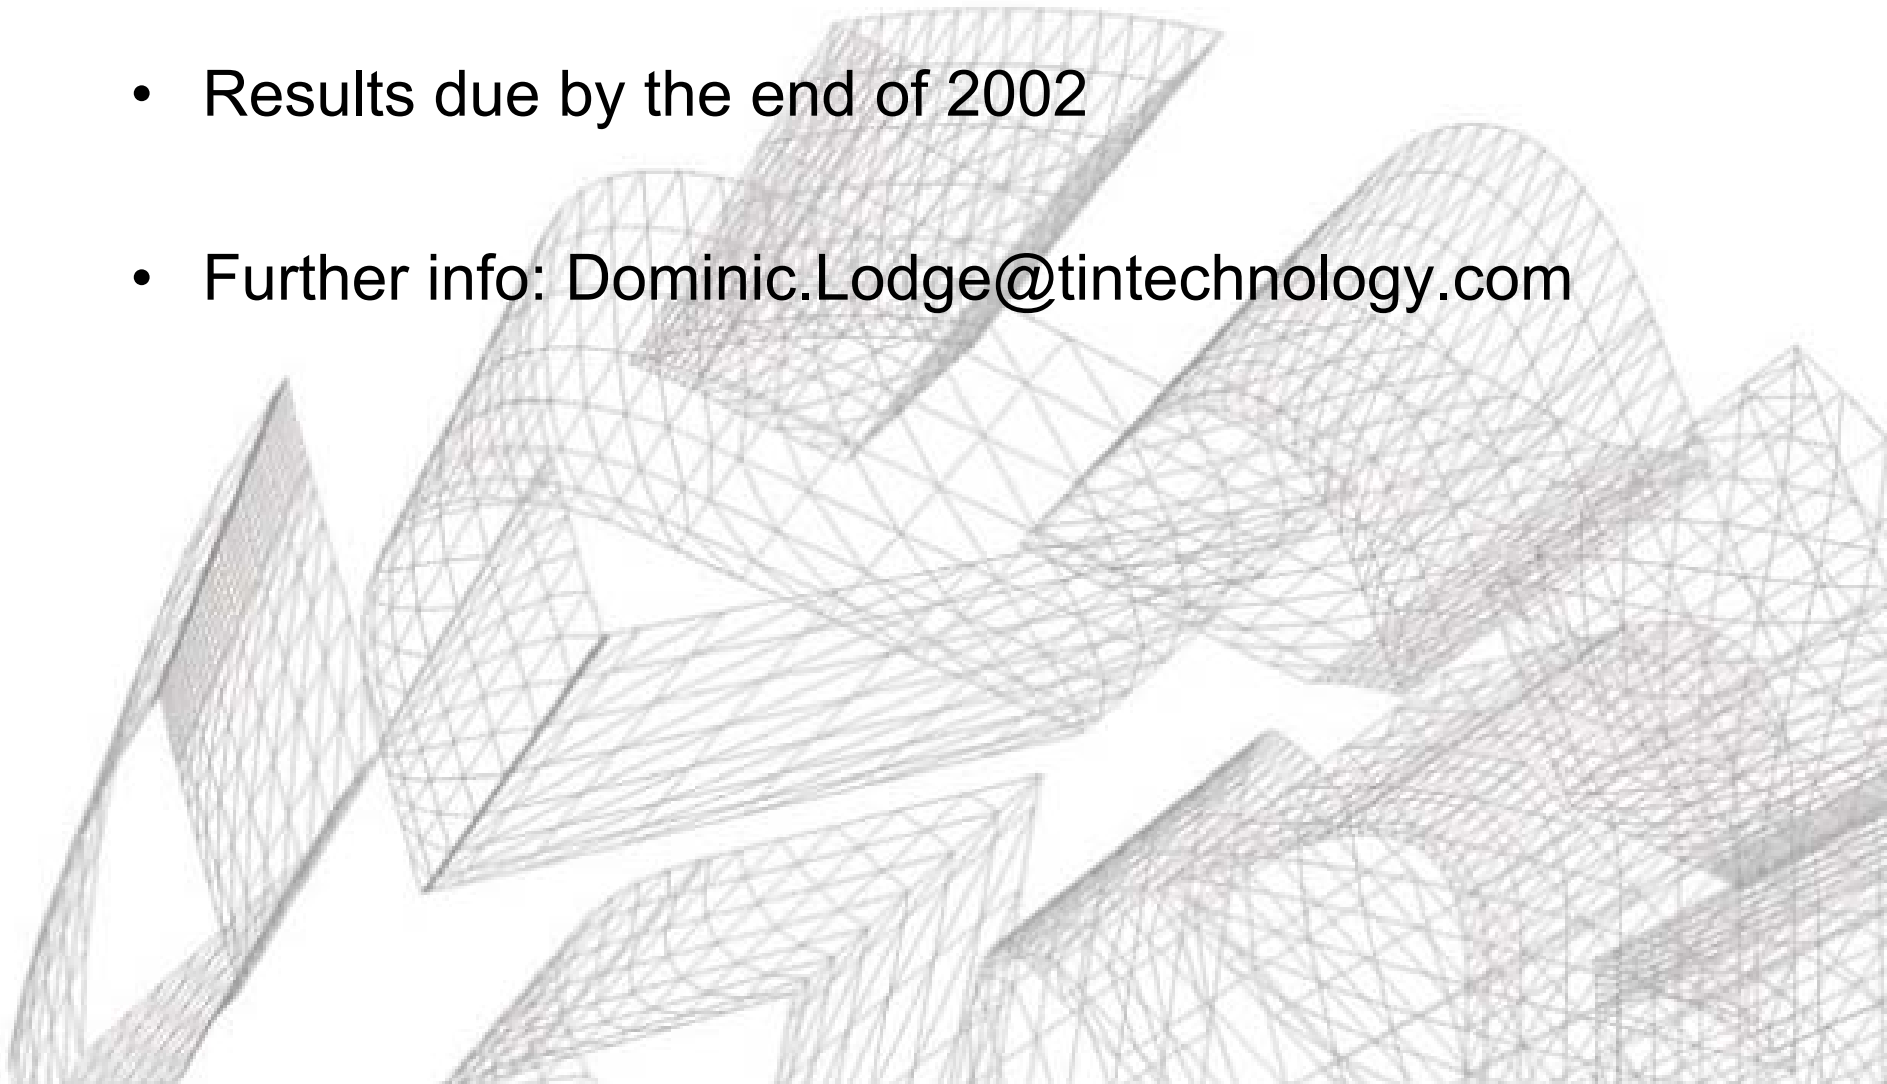 • Results due by the end of 2002
• Further info: Dominic.Lodge@tintechnology.com